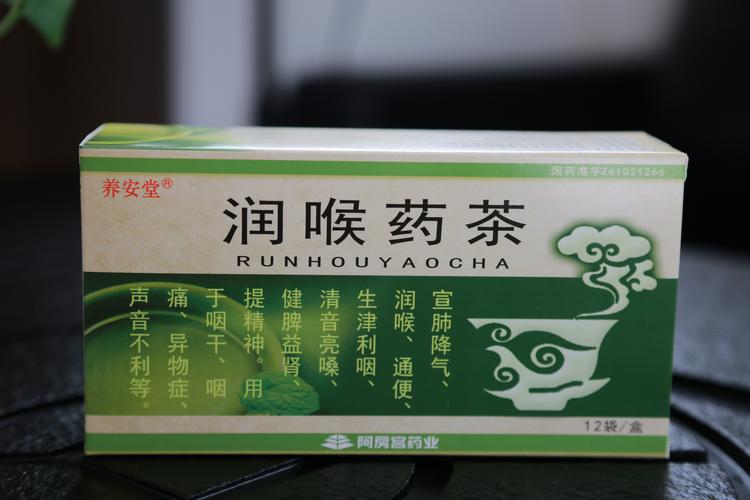 国药准字Z61021266
养安堂®
润喉药茶
RUNHOUYAOCHA
宣肺降气、
润喉、通便、
生津利咽、
清音亮嗓、
健脾益肾、
提精神。用
于咽干、咽
痛、异物症、
声音不利等。
12袋/盒
阿房宫药业